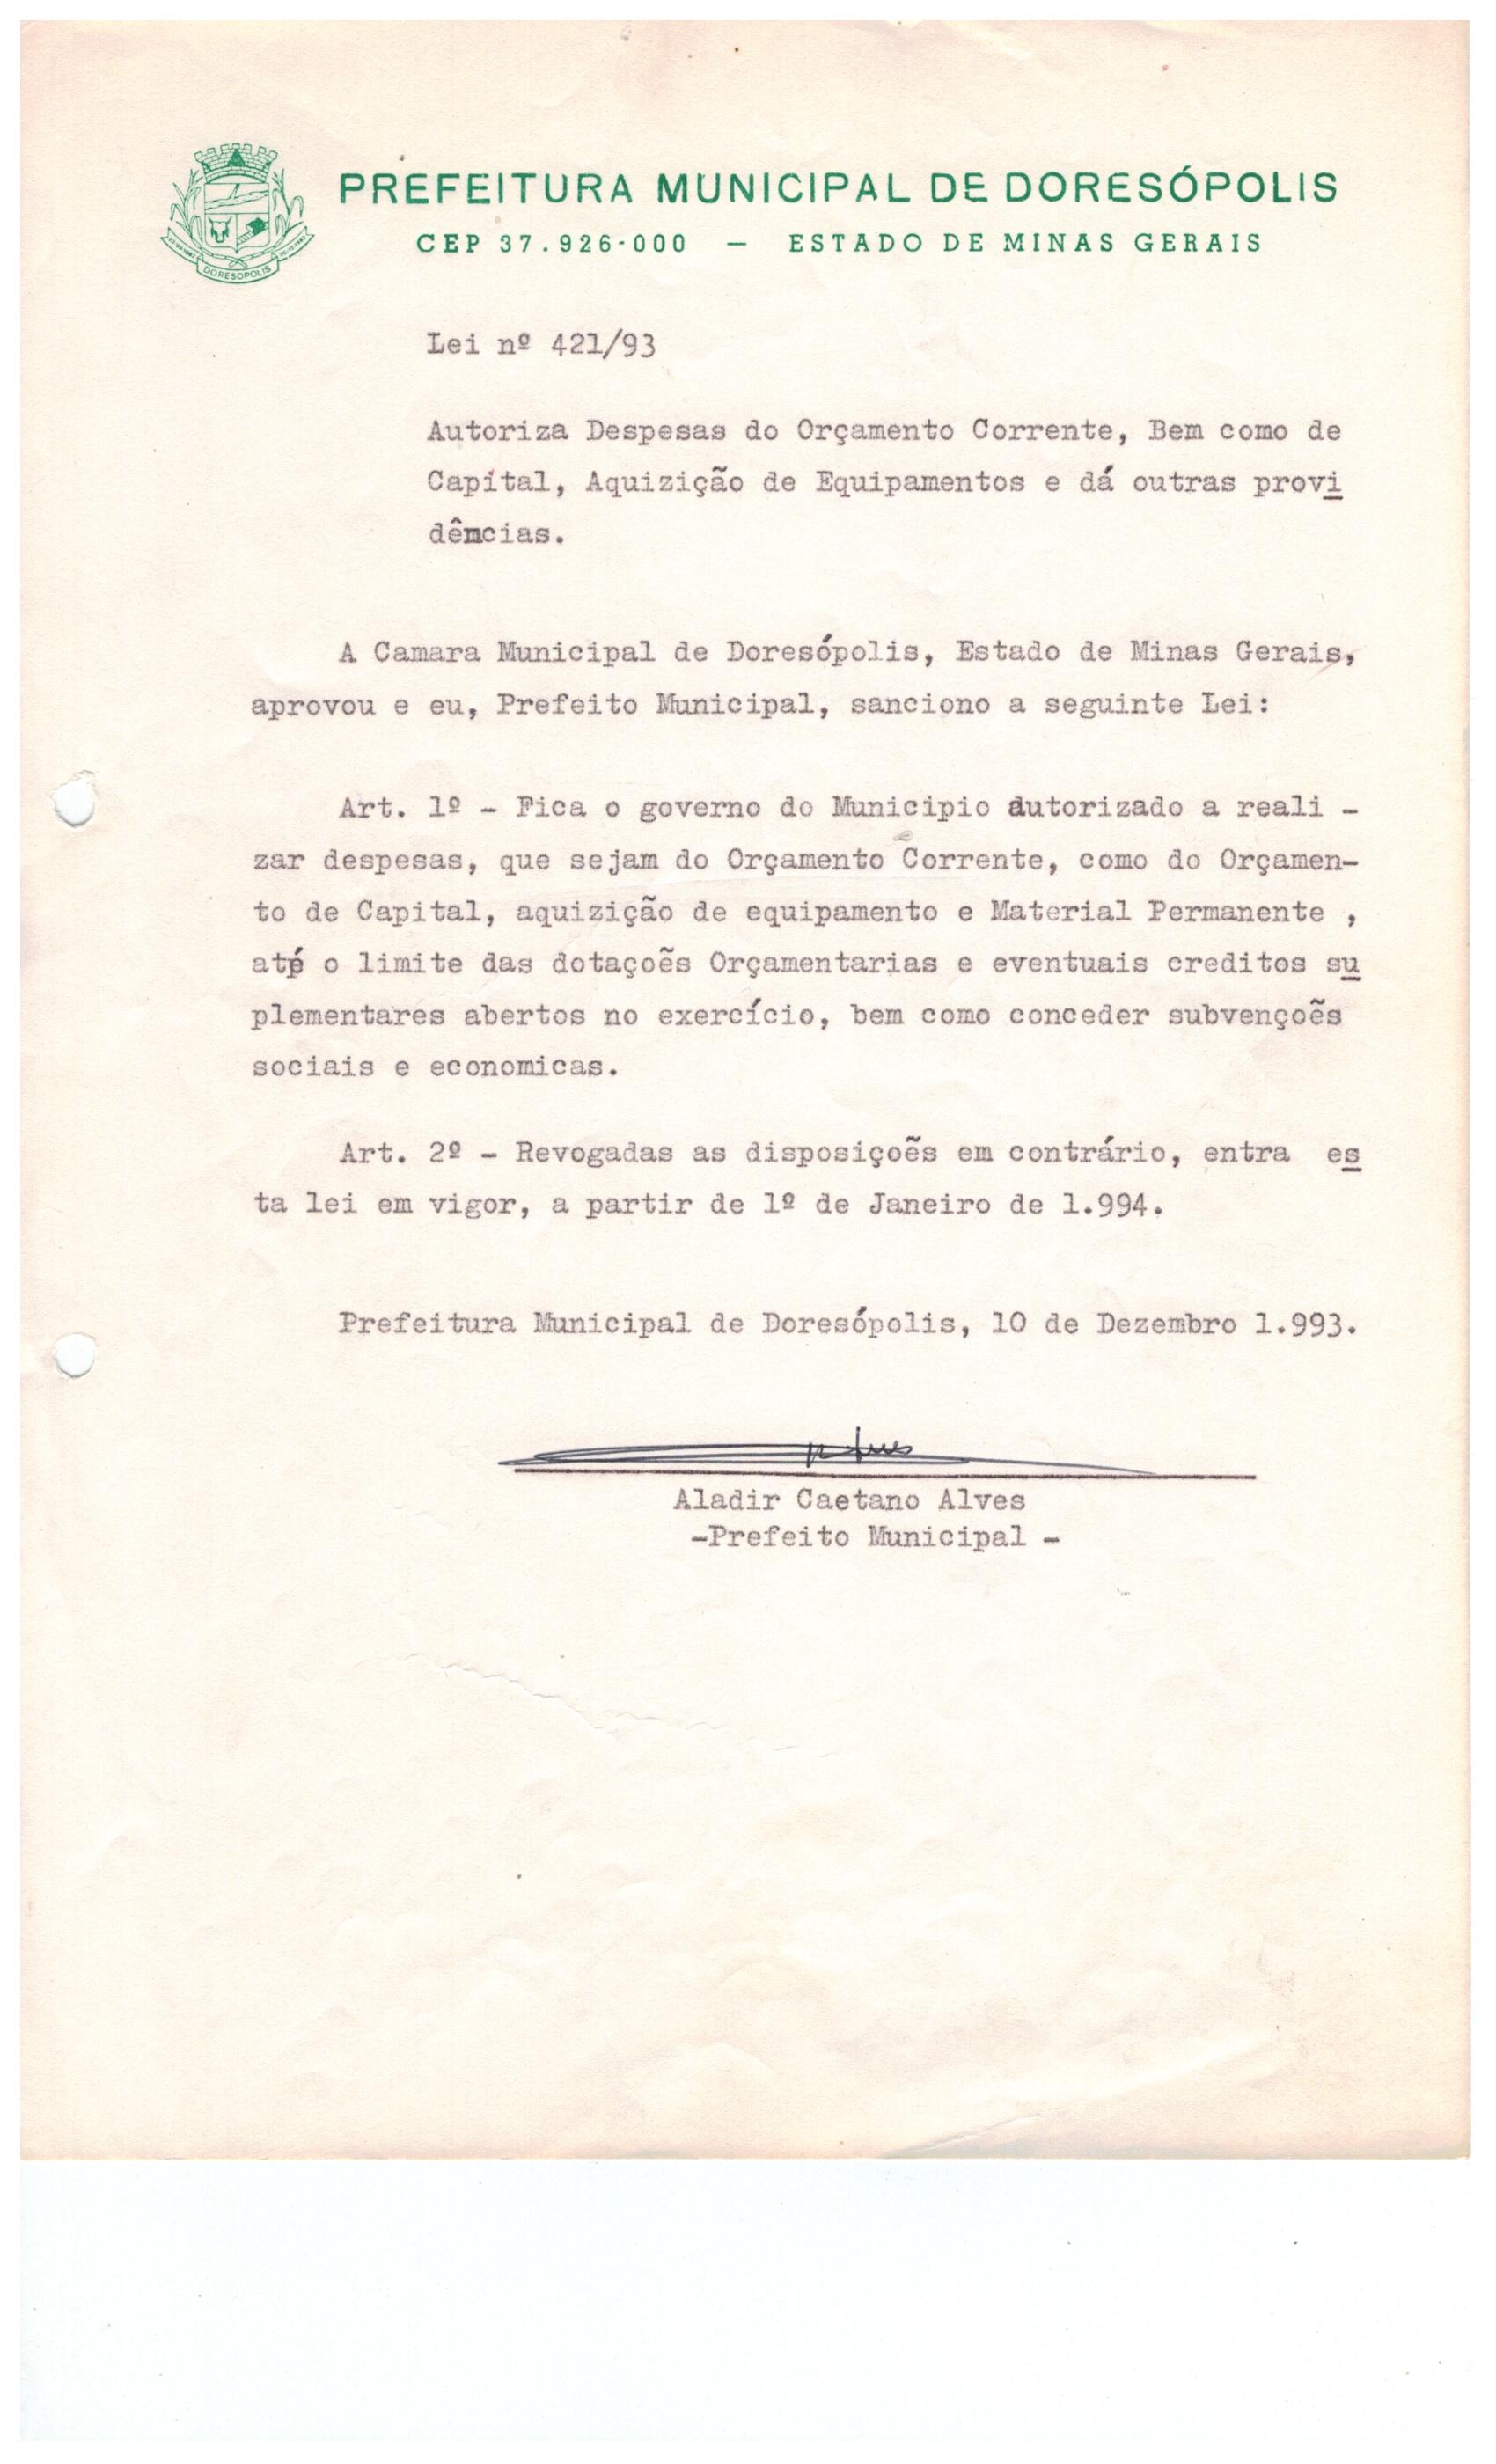 PREFEITURA MUNICIPAL DE DORESÓPOLIS
CEP 37.926-000 — ESTADO DE MINAS GERAIS
DORESÓPOLIS
Lei nº 421/93
Autoriza Despesas do Orçamento Corrente, Bem como de
Capital, Aquizição de Equipamentos e dá outras provi
dências.
A Camara Municipal de Doresópolis, Estado de Minas Gerais,
aprovou e eu, Prefeito Municipal, sanciono a seguinte Lei:
Art. 1º - Fica o governo do Municipio autorizado a reali -
zar despesas, que sejam do Orçamento Corrente, como do Orçamen-
to de Capital, aquizição de equipamento e Material Permanente ,
até o limite das dotaçoẽs Orçamentarias e eventuais creditos su
plementares abertos no exercício, bem como conceder subvençoẽs
sociais e economicas.
Art. 2º - Revogadas as disposiçoẽs em contrário, entra es
ta lei em vigor, a partir de 1º de Janeiro de 1.994.
Prefeitura Municipal de Doresópolis, 10 de Dezembro 1.993.
Aladir Caetano Alves
-Prefeito Municipal -